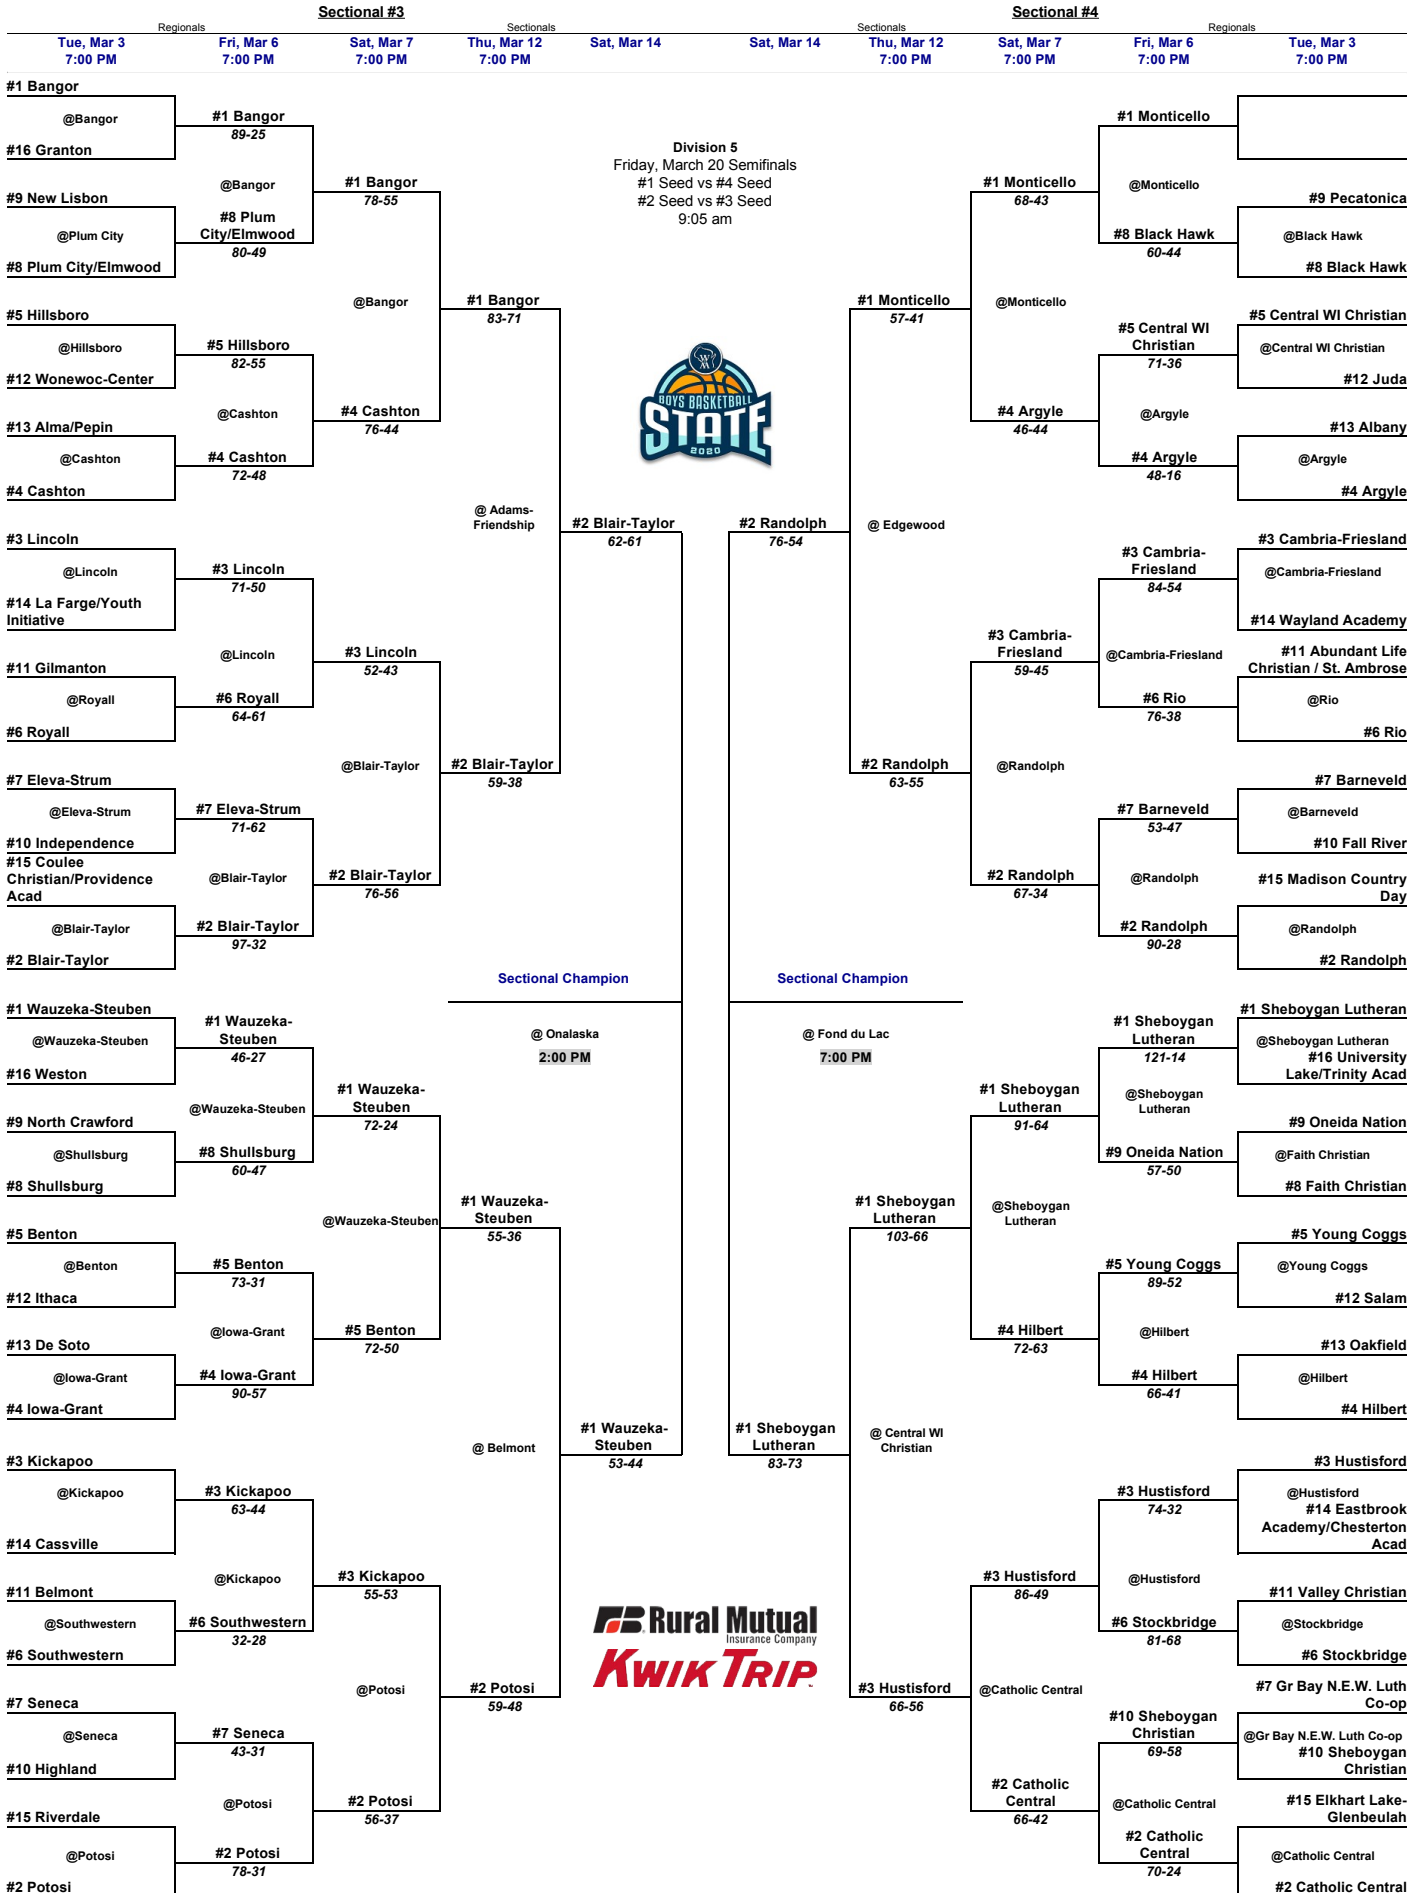 Sectional #3
Sectional #4
Regionals
Sectionals
Sectionals
Regionals
Tue, Mar 3
7:00 PM
Fri, Mar 6
7:00 PM
Sat, Mar 7
7:00 PM
Thu, Mar 12
7:00 PM
Sat, Mar 14
Sat, Mar 14
Thu, Mar 12
7:00 PM
Sat, Mar 7
7:00 PM
Fri, Mar 6
7:00 PM
Tue, Mar 3
7:00 PM
#1 Bangor
@Bangor
#16 Granton
#9 New Lisbon
@Plum City
#8 Plum City/Elmwood
#5 Hillsboro
@Hillsboro
#12 Wonewoc-Center
#13 Alma/Pepin
@Cashton
#4 Cashton
#3 Lincoln
@Lincoln
#14 La Farge/Youth
Initiative
#11 Gilmanton
@Royall
#6 Royall
#7 Eleva-Strum
@Eleva-Strum
#10 Independence
#15 Coulee
Christian/Providence
Acad
@Blair-Taylor
#2 Blair-Taylor
#1 Wauzeka-Steuben
@Wauzeka-Steuben
#16 Weston
#9 North Crawford
@Shullsburg
#8 Shullsburg
#5 Benton
@Benton
#12 Ithaca
#13 De Soto
@Iowa-Grant
#4 Iowa-Grant
#3 Kickapoo
@Kickapoo
#14 Cassville
#11 Belmont
@Southwestern
#6 Southwestern
#7 Seneca
@Seneca
#10 Highland
#15 Riverdale
@Potosi
#2 Potosi
#1 Bangor
89-25
@Bangor
#8 Plum
City/Elmwood
80-49
#5 Hillsboro
82-55
@Cashton
#4 Cashton
72-48
#3 Lincoln
71-50
@Lincoln
#6 Royall
64-61
#7 Eleva-Strum
71-62
@Blair-Taylor
#2 Blair-Taylor
97-32
#1 Wauzeka-
Steuben
46-27
@Wauzeka-Steuben
#8 Shullsburg
60-47
#5 Benton
73-31
@Iowa-Grant
#4 Iowa-Grant
90-57
#3 Kickapoo
63-44
@Kickapoo
#6 Southwestern
32-28
#7 Seneca
43-31
@Potosi
#2 Potosi
78-31
#1 Bangor
78-55
@Bangor
#4 Cashton
76-44
#3 Lincoln
52-43
@Blair-Taylor
#2 Blair-Taylor
76-56
#1 Wauzeka-
Steuben
72-24
@Wauzeka-Steuben
#5 Benton
72-50
#3 Kickapoo
55-53
@Potosi
#2 Potosi
56-37
#1 Bangor
83-71
@ Adams-
Friendship
#2 Blair-Taylor
59-38
#1 Wauzeka-
Steuben
55-36
@ Belmont
#2 Potosi
59-48
Division 5
Friday, March 20 Semifinals
#1 Seed vs #4 Seed
#2 Seed vs #3 Seed
9:05 am
WM
BOYS BASKETBALL
STATE
2020
#2 Blair-Taylor
62-61
Sectional Champion
@ Onalaska
2:00 PM
#1 Wauzeka-
Steuben
53-44
#2 Randolph
76-54
Sectional Champion
@ Fond du Lac
7:00 PM
#1 Sheboygan
Lutheran
83-73
Rural Mutual
Insurance Company
KWIK TRIP
#1 Monticello
57-41
@ Edgewood
#2 Randolph
63-55
#1 Sheboygan
Lutheran
103-66
@ Central WI
Christian
#3 Hustisford
66-56
#1 Monticello
68-43
@Monticello
#4 Argyle
46-44
#3 Cambria-
Friesland
59-45
@Randolph
#2 Randolph
67-34
#1 Sheboygan
Lutheran
91-64
@Sheboygan
Lutheran
#4 Hilbert
72-63
#3 Hustisford
86-49
@Catholic Central
#2 Catholic
Central
66-42
#1 Monticello
@Monticello
#8 Black Hawk
60-44
#5 Central WI
Christian
71-36
@Argyle
#4 Argyle
48-16
#3 Cambria-
Friesland
84-54
@Cambria-Friesland
#6 Rio
76-38
#7 Barneveld
53-47
@Randolph
#2 Randolph
90-28
#1 Sheboygan
Lutheran
121-14
@Sheboygan
Lutheran
#9 Oneida Nation
57-50
#5 Young Coggs
89-52
@Hilbert
#4 Hilbert
66-41
#3 Hustisford
74-32
@Hustisford
#6 Stockbridge
81-68
#10 Sheboygan
Christian
69-58
@Catholic Central
#2 Catholic
Central
70-24
#9 Pecatonica
@Black Hawk
#8 Black Hawk
#5 Central WI Christian
@Central WI Christian
#12 Juda
#13 Albany
@Argyle
#4 Argyle
#3 Cambria-Friesland
@Cambria-Friesland
#14 Wayland Academy
#11 Abundant Life
Christian / St. Ambrose
@Rio
#6 Rio
#7 Barneveld
@Barneveld
#10 Fall River
#15 Madison Country
Day
@Randolph
#2 Randolph
#1 Sheboygan Lutheran
@Sheboygan Lutheran
#16 University
Lake/Trinity Acad
#9 Oneida Nation
@Faith Christian
#8 Faith Christian
#5 Young Coggs
@Young Coggs
#12 Salam
#13 Oakfield
@Hilbert
#4 Hilbert
#3 Hustisford
@Hustisford
#14 Eastbrook
Academy/Chesterton
Acad
#11 Valley Christian
@Stockbridge
#6 Stockbridge
#7 Gr Bay N.E.W. Luth
Co-op
@Gr Bay N.E.W. Luth Co-op
#10 Sheboygan
Christian
#15 Elkhart Lake-
Glenbeulah
@Catholic Central
#2 Catholic Central